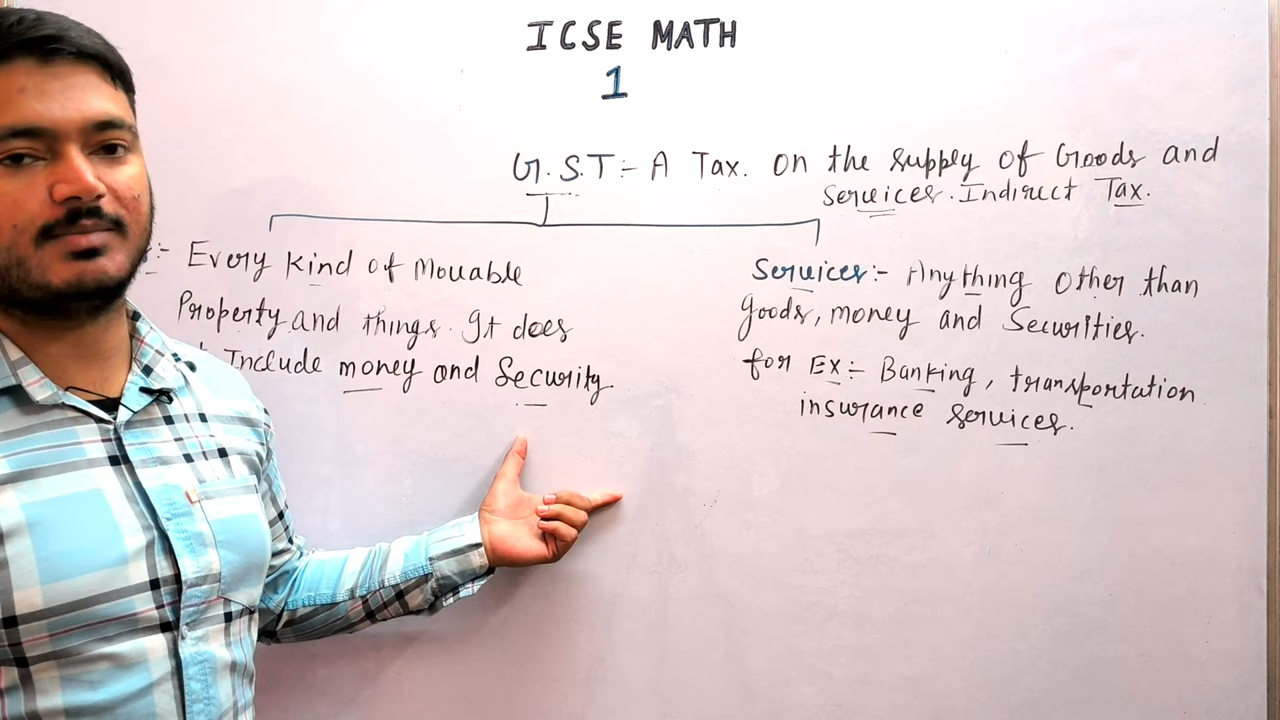 ICSE MATH
1
G.S.T :- A Tax. on the supply of Goods and
Services. Indirect Tax.
:- Every kind of Movable
Property and things. It does
Include money and Security
Services :- Anything other than
goods, money and Securities.
for Ex :- Banking, transportation
insurance services.